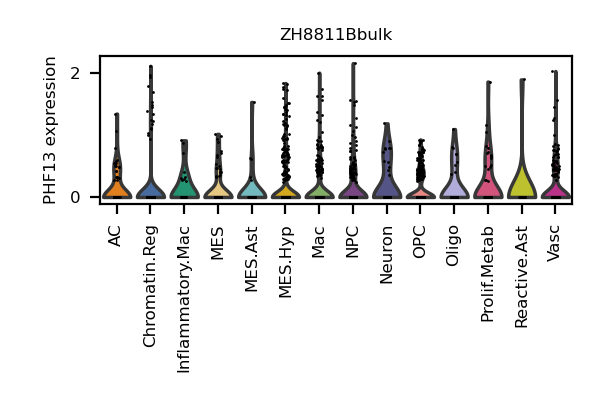 ZH8811Bbulk
PHF13 expression
2
0
AC
Chromatin.Reg
Inflammatory.Mac
MES
MES.Ast
MES.Hyp
Mac
NPC
Neuron
OPC
Oligo
Prolif.Metab
Reactive.Ast
Vasc